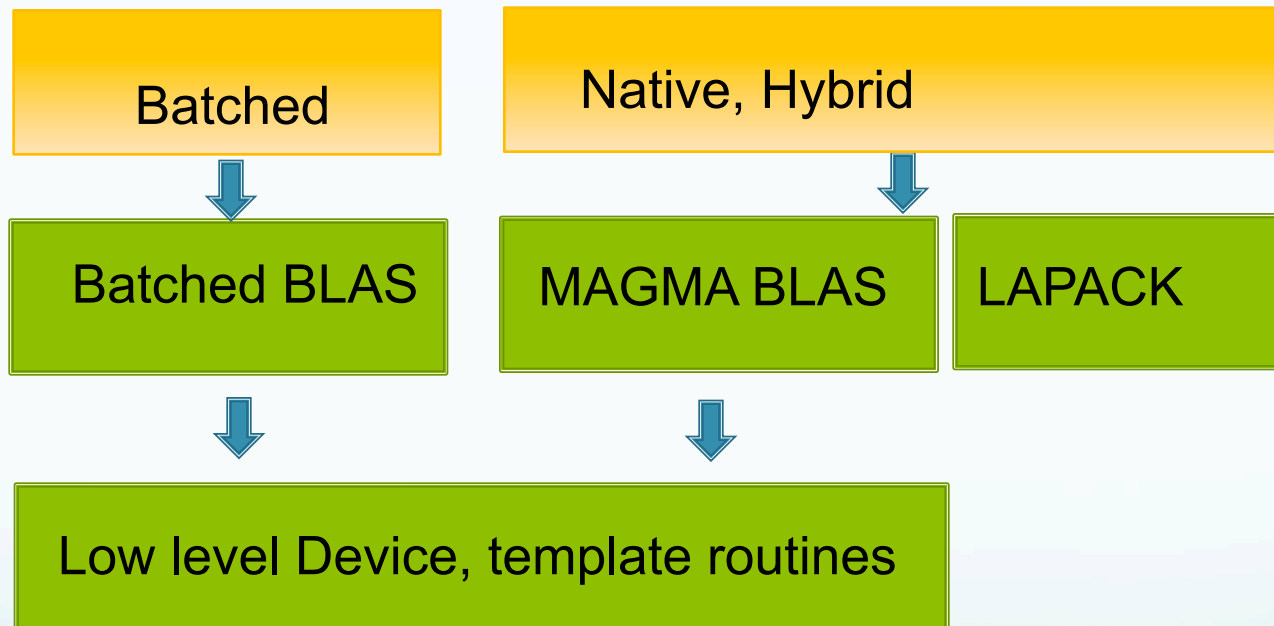 Batched
Native, Hybrid
Batched BLAS
MAGMA BLAS
LAPACK
Low level Device, template routines